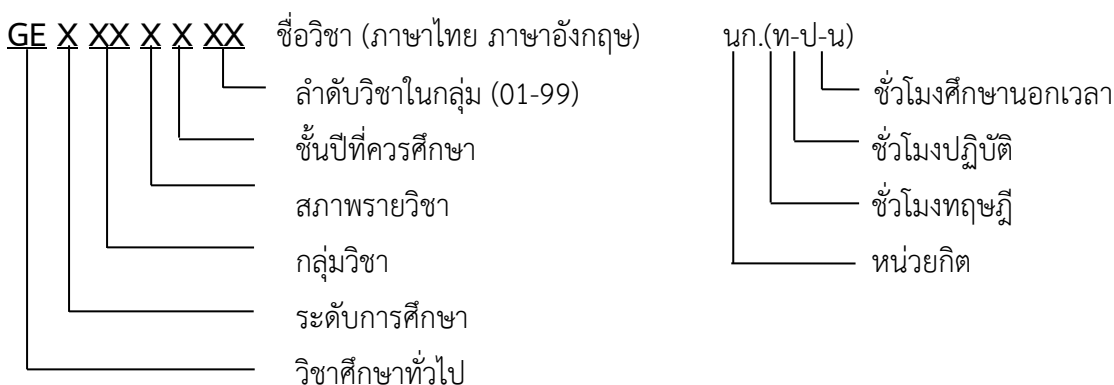 GE X XX X X XX ชื่อวิชา (ภาษาไทย ภาษาอังกฤษ) นก.(ท-ป-น)
ลำดับวิชาในกลุ่ม (01-99) ชั่วโมงศึกษานอกเวลา
ชั้นปีที่ควรศึกษา ชั่วโมงปฏิบัติ
สภาพรายวิชา ชั่วโมงทฤษฎี
กลุ่มวิชา หน่วยกิต
ระดับการศึกษา
วิชาศึกษาทั่วไป